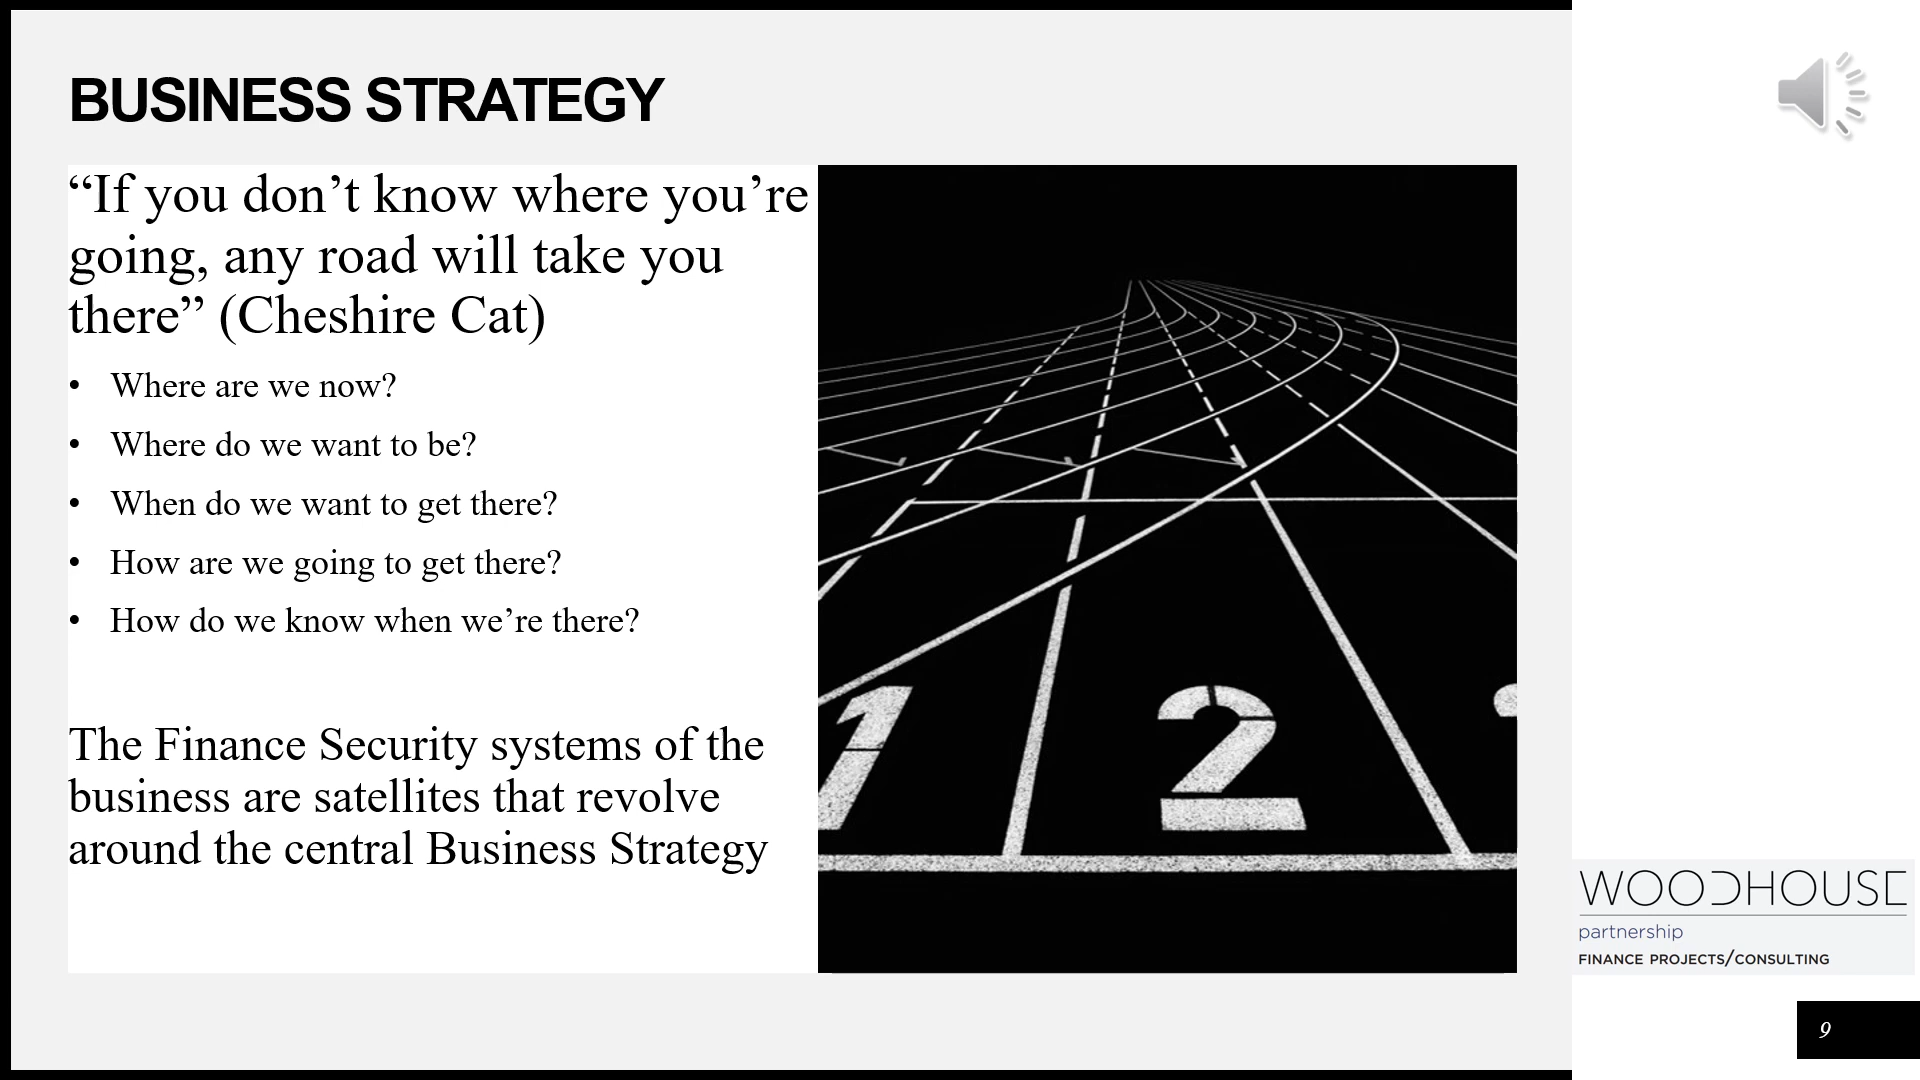 BUSINESS STRATEGY
“If you don’t know where you’re
going, any road will take you
there” (Cheshire Cat)
• Where are we now?
• Where do we want to be?
• When do we want to get there?
• How are we going to get there?
• How do we know when we’re there?
The Finance Security systems of the
business are satellites that revolve
around the central Business Strategy
1 2
WOODHOUSE
partnership
FINANCE PROJECTS/CONSULTING
9